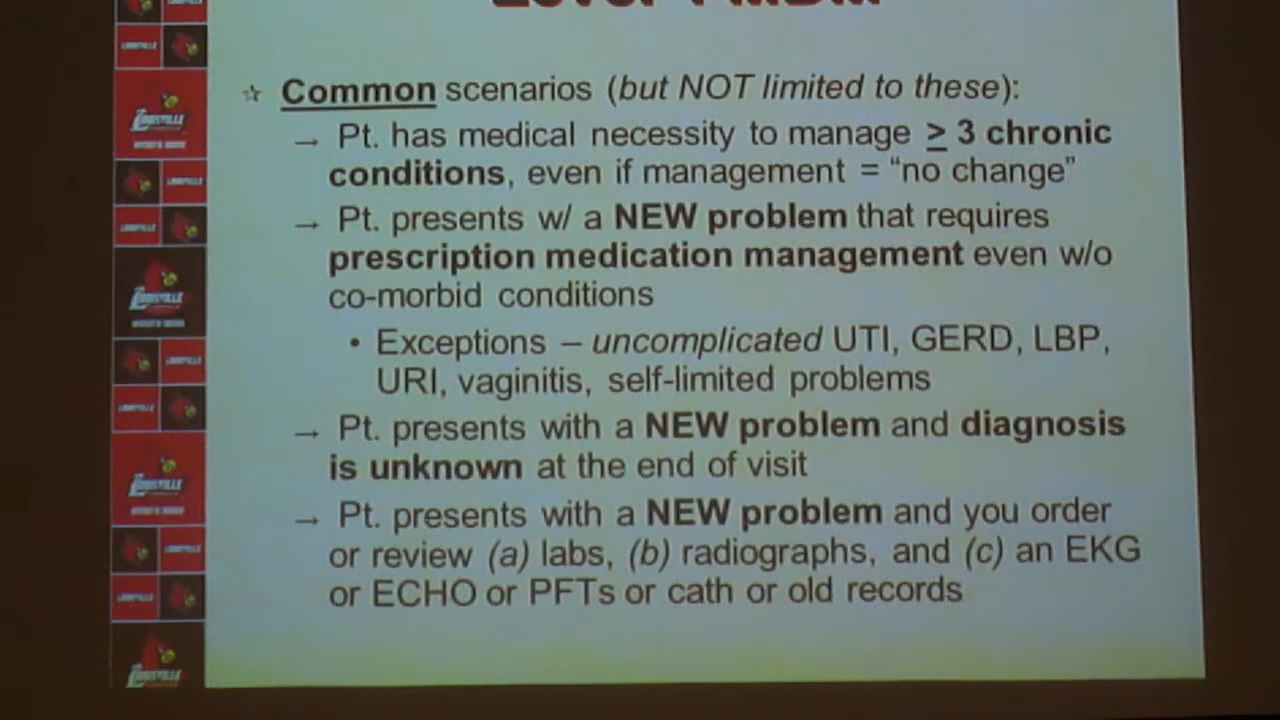 ☆ Common scenarios (but NOT limited to these):
→ Pt. has medical necessity to manage ≥ 3 chronic
conditions, even if management = “no change”
→ Pt. presents w/ a NEW problem that requires
prescription medication management even w/o
co-morbid conditions
• Exceptions – uncomplicated UTI, GERD, LBP,
URI, vaginitis, self-limited problems
→ Pt. presents with a NEW problem and diagnosis
is unknown at the end of visit
→ Pt. presents with a NEW problem and you order
or review (a) labs, (b) radiographs, and (c) an EKG
or ECHO or PFTs or cath or old records
LOUISVILLE
LOUISVILLE
LOUISVILLE
LOUISVILLE